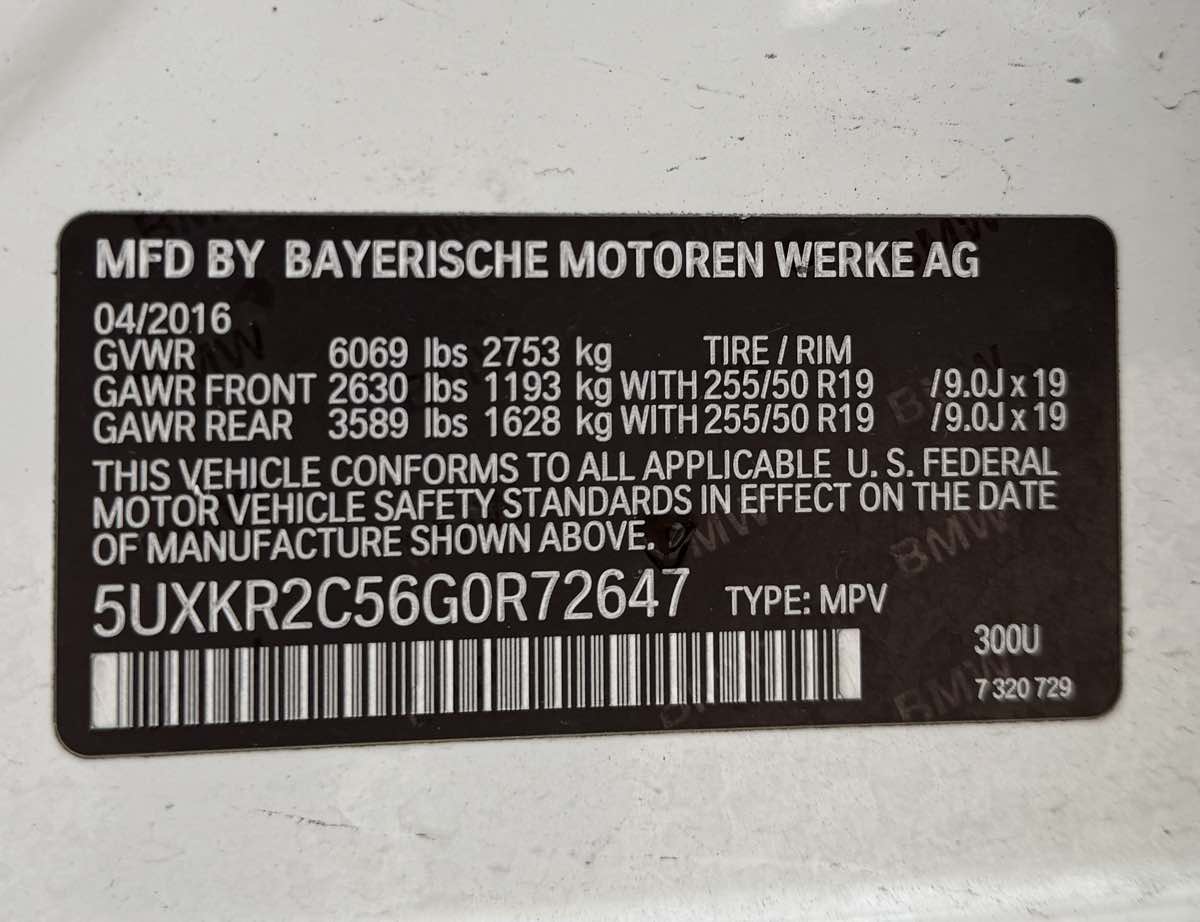 MFD BY BAYERISCHE MOTOREN WERKE AG
04/2016
GVWR 6069 lbs 2753 kg TIRE / RIM
GAWR FRONT 2630 lbs 1193 kg WITH 255/50 R19 /9.0J x 19
GAWR REAR 3589 lbs 1628 kg WITH 255/50 R19 /9.0J x 19
THIS VEHICLE CONFORMS TO ALL APPLICABLE U. S. FEDERAL
MOTOR VEHICLE SAFETY STANDARDS IN EFFECT ON THE DATE
OF MANUFACTURE SHOWN ABOVE.
5UXKR2C56G0R72647 TYPE: MPV
300U
7 320 729